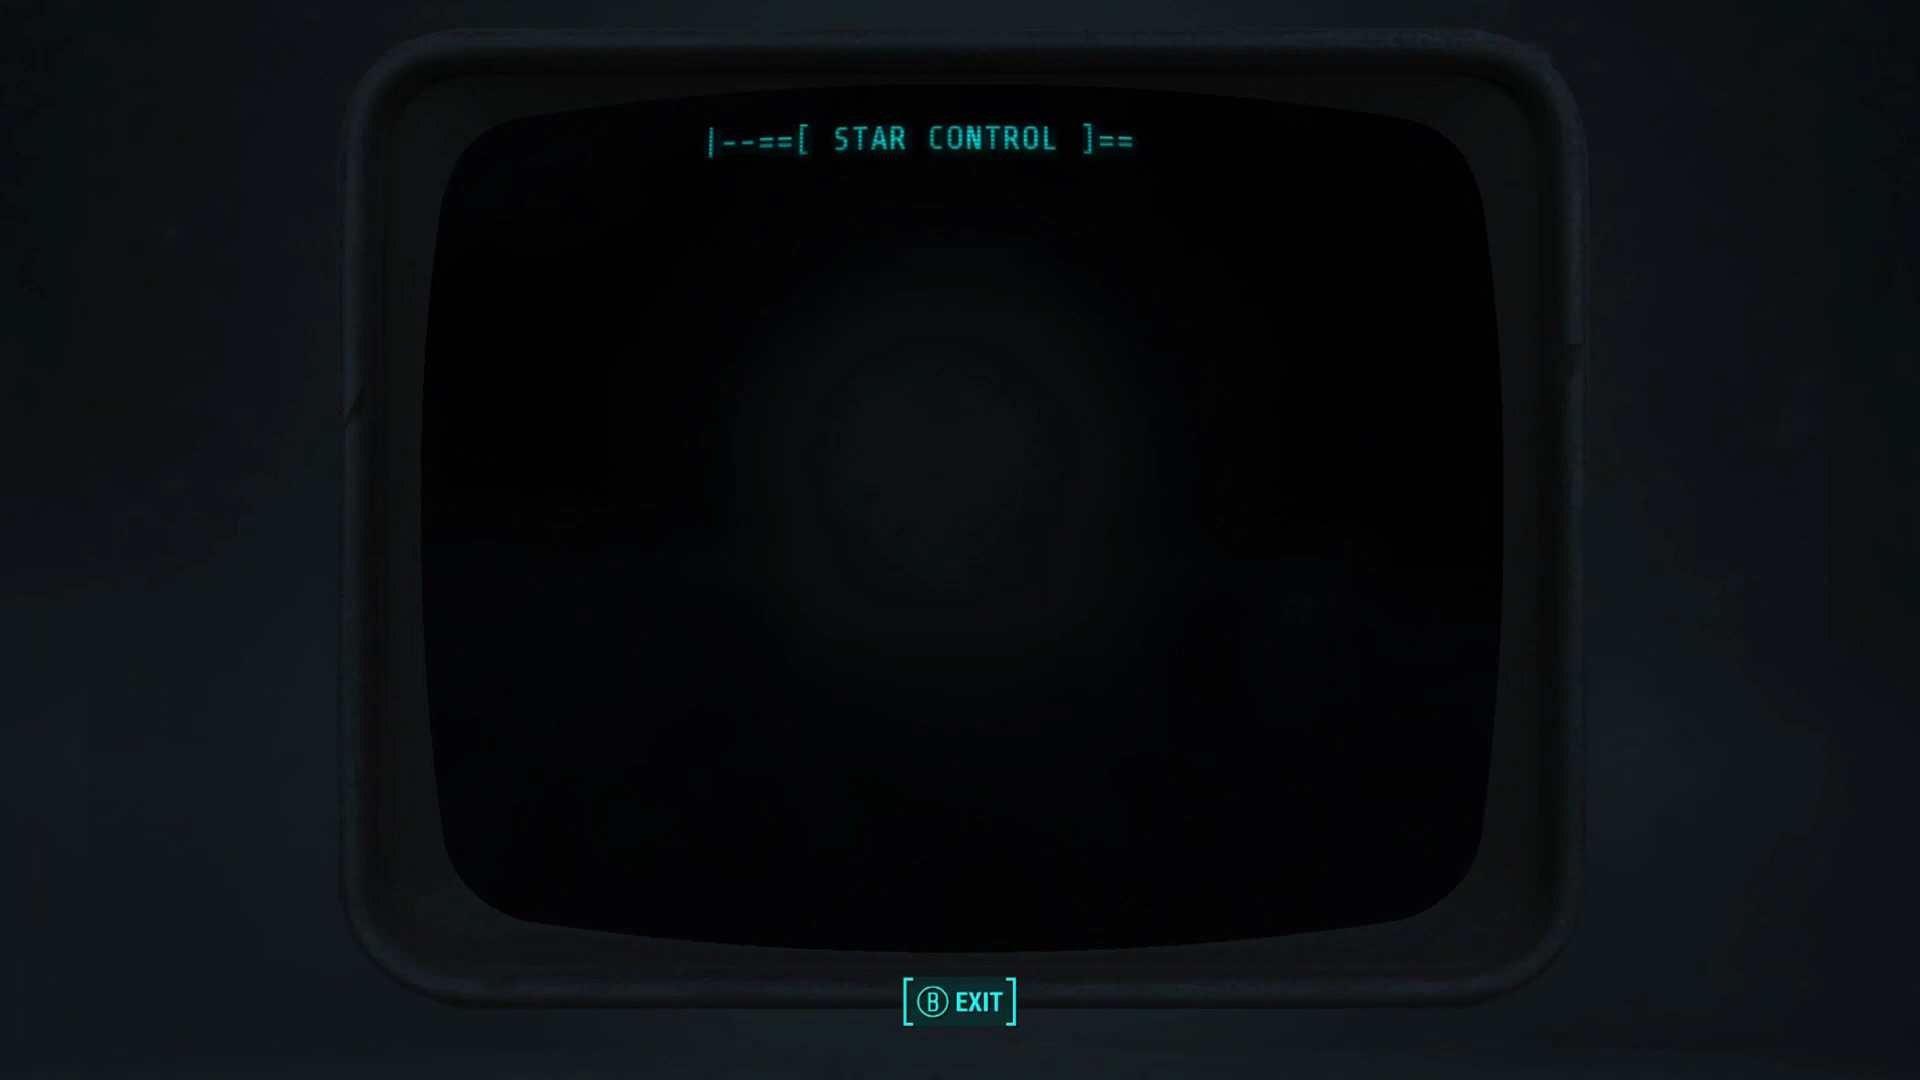 |--==[ STAR CONTROL ]==
[Ⓑ EXIT]